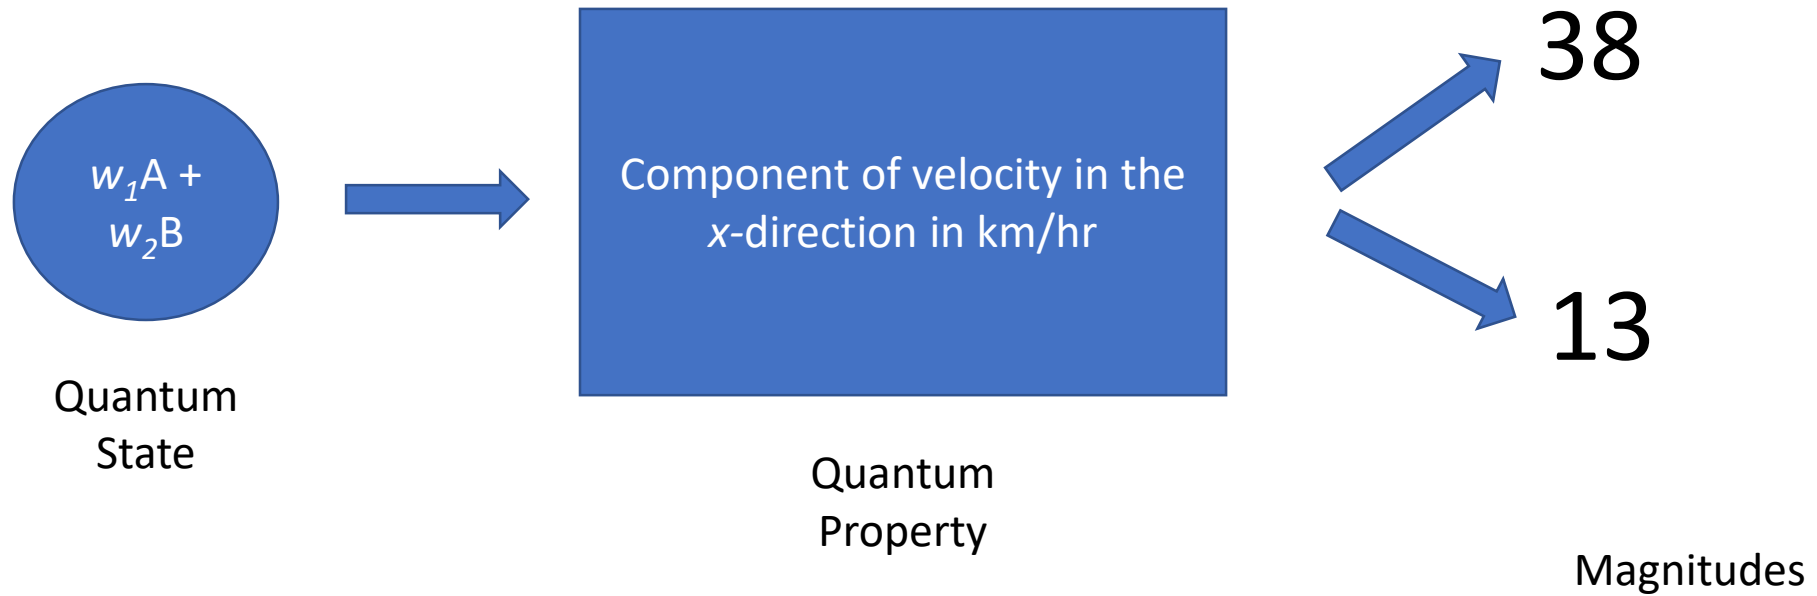 w₁A +
w₂B
Quantum
State
Component of velocity in the
x-direction in km/hr
Quantum
Property
38
13
Magnitudes